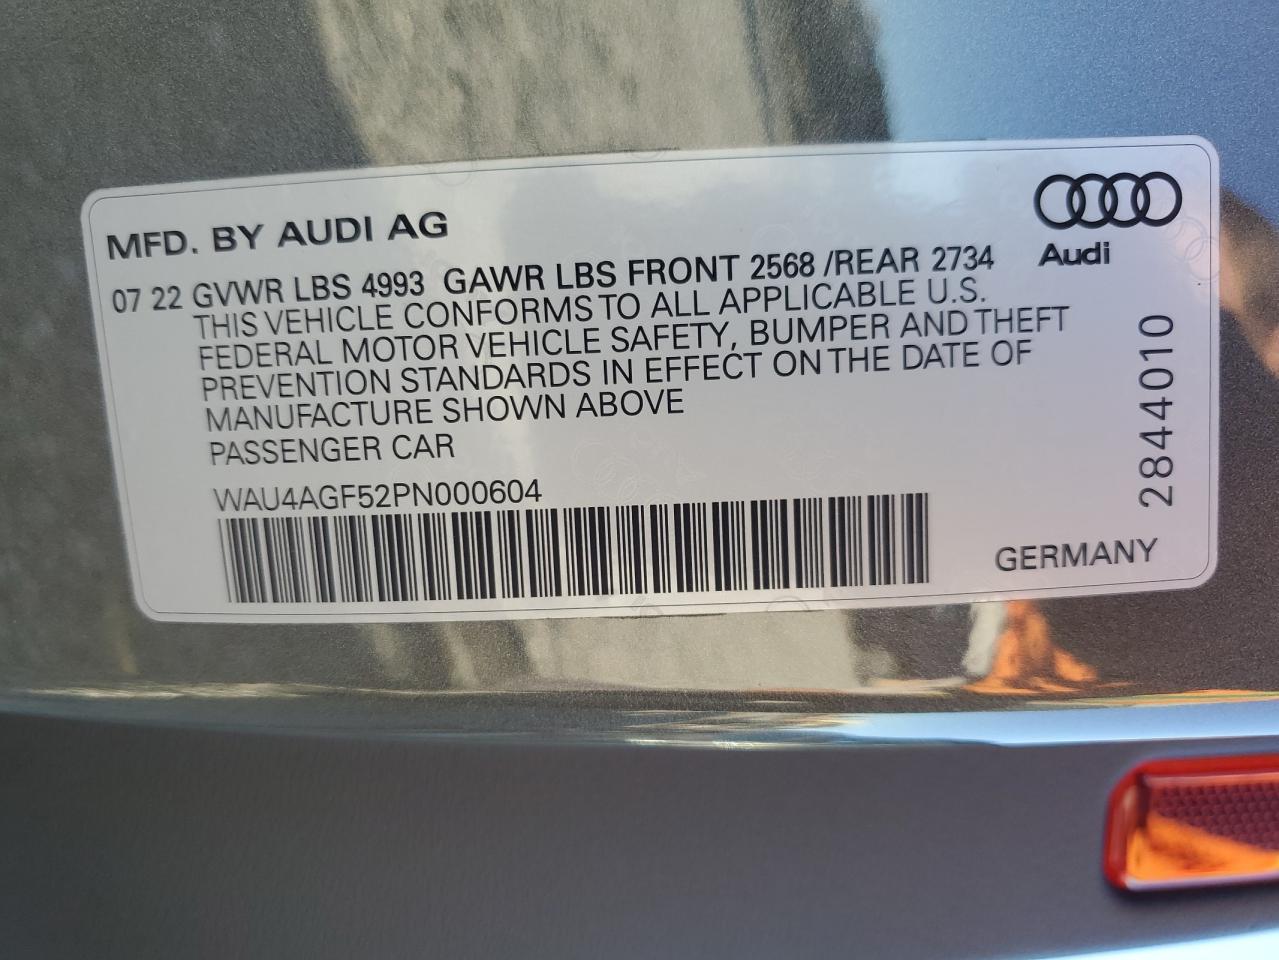 MFD. BY AUDI AG
Audi
07 22 GVWR LBS 4993 GAWR LBS FRONT 2568 /REAR 2734
THIS VEHICLE CONFORMS TO ALL APPLICABLE U.S.
FEDERAL MOTOR VEHICLE SAFETY, BUMPER AND THEFT
PREVENTION STANDARDS IN EFFECT ON THE DATE OF
MANUFACTURE SHOWN ABOVE
PASSENGER CAR
WAU4AGF52PN000604
2844010
GERMANY